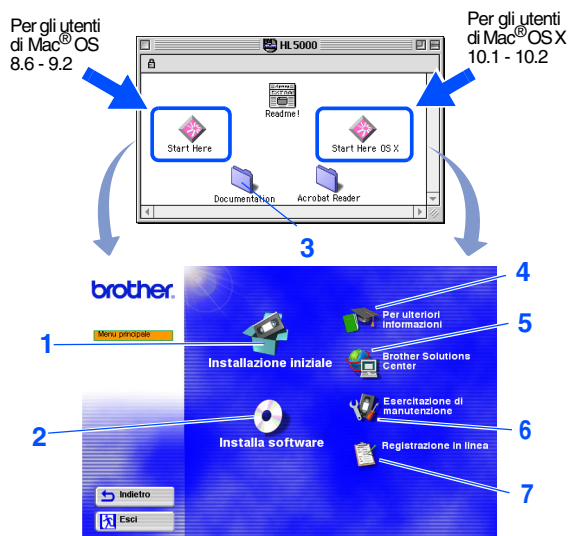 Per gli utenti
di Mac® OS
8.6 - 9.2
Per gli utenti
di Mac® OS X
10.1 - 10.2
HL5000
Readme!
Start Here
Start Here OS X
Documentation
Acrobat Reader
3
brother.
Menu principale
1
Installazione iniziale
2
Installa software
4
Per ulteriori
informazioni
5
Brother Solutions
Center
Esercitazione di
manutenzione
6
Registrazione in linea
7
Indietro
Esci